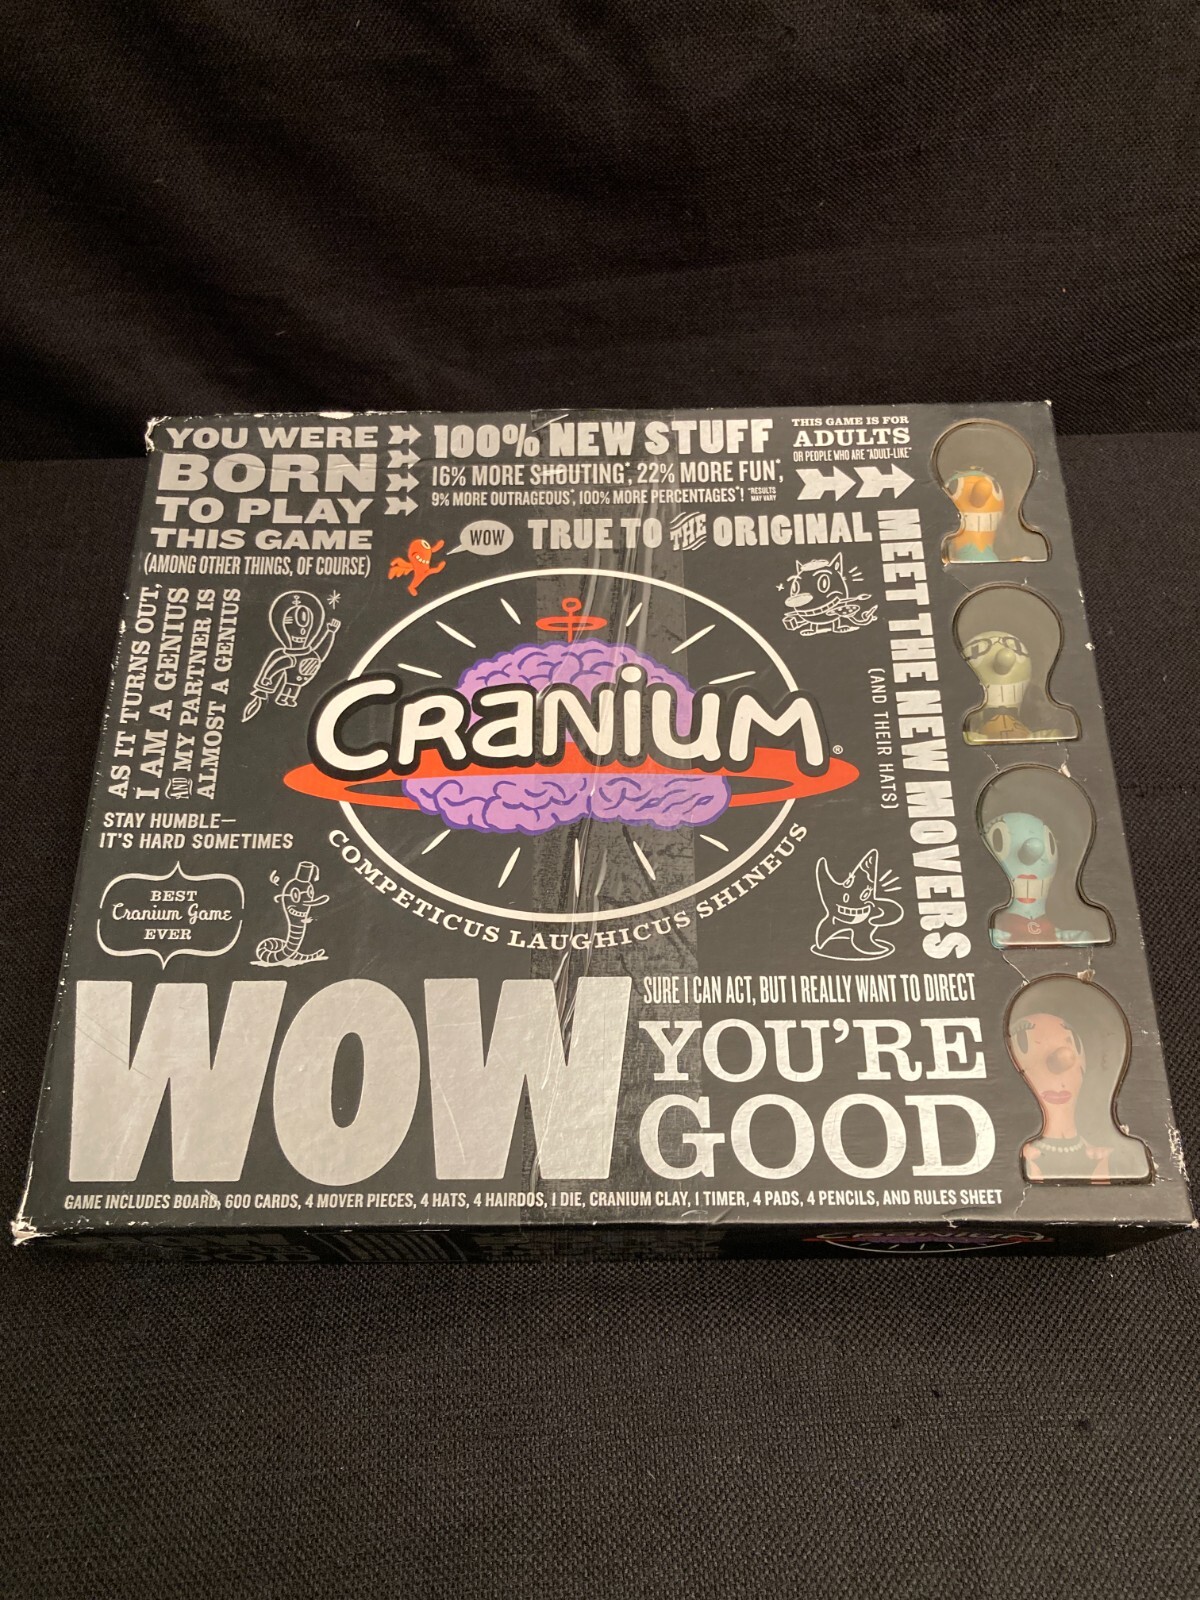 YOU WERE
BORN
TO PLAY
THIS GAME
(AMONG OTHER THINGS, OF COURSE)
100% NEW STUFF
16% MORE SHOUTING*, 22% MORE FUN*,
9% MORE OUTRAGEOUS*, 100% MORE PERCENTAGES*! *RESULTS
MAY VARY
THIS GAME IS FOR
ADULTS
OR PEOPLE WHO ARE "ADULT-LIKE"
WOW
TRUE TO THE ORIGINAL
AS IT TURNS OUT,
I AM A GENIUS
AND MY PARTNER IS
ALMOST A GENIUS
STAY HUMBLE—
IT'S HARD SOMETIMES
BEST
Cranium Game
EVER
CRANIUM®
COMPETICUS LAUGHICUS SHINEUS
MEET THE NEW MOVERS
(AND THEIR HATS)
WOW
SURE I CAN ACT, BUT I REALLY WANT TO DIRECT
YOU'RE
GOOD
GAME INCLUDES BOARD, 600 CARDS, 4 MOVER PIECES, 4 HATS, 4 HAIRDOS, 1 DIE, CRANIUM CLAY, 1 TIMER, 4 PADS, 4 PENCILS, AND RULES SHEET
CRANIUM